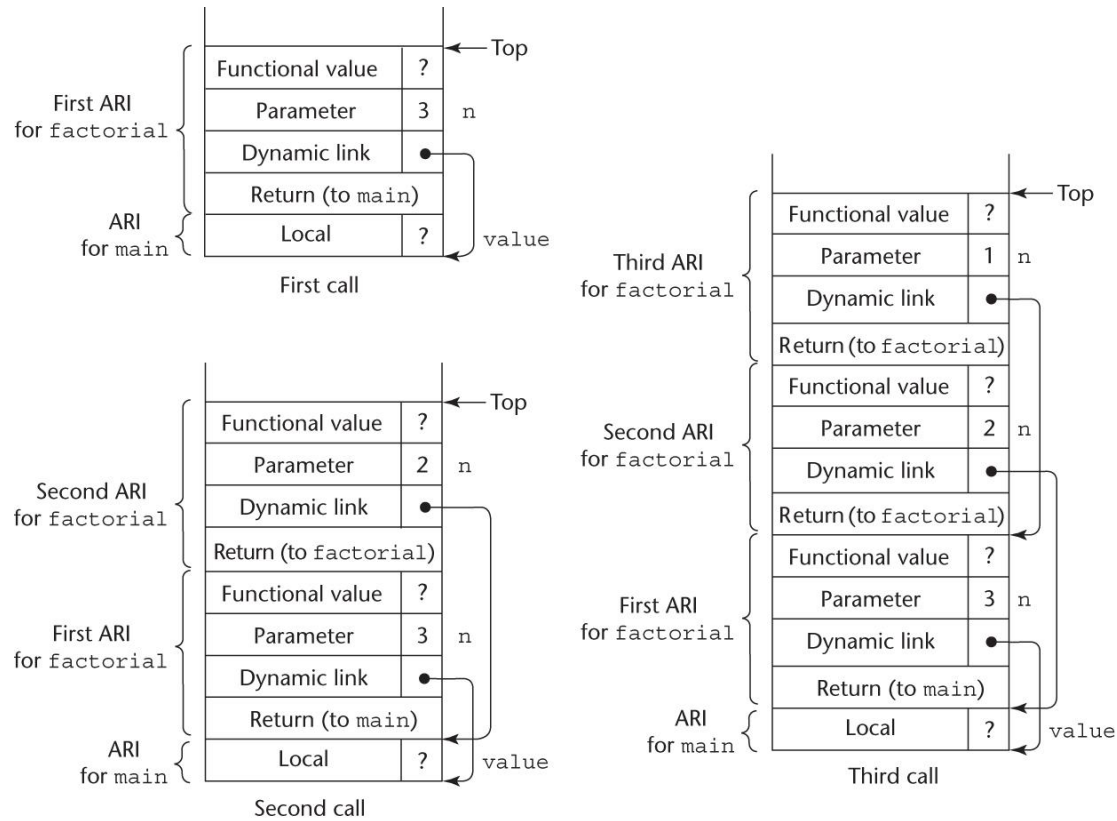 Top
Functional value ?
First ARI
for factorial
Parameter 3 n
Dynamic link
Return (to main)
ARI
for main
Local ?
value
First call
Top
Functional value ?
Parameter 2 n
Second ARI
for factorial
Dynamic link
Return (to factorial)
Functional value ?
First ARI
for factorial
Parameter 3 n
Dynamic link
Return (to main)
ARI
for main
Local ?
value
Second call
Top
Functional value ?
Third ARI
for factorial
Parameter 1 n
Dynamic link
Return (to factorial)
Functional value ?
Second ARI
for factorial
Parameter 2 n
Dynamic link
Return (to factorial)
Functional value ?
First ARI
for factorial
Parameter 3 n
Dynamic link
Return (to main)
ARI
for main
Local ?
value
Third call